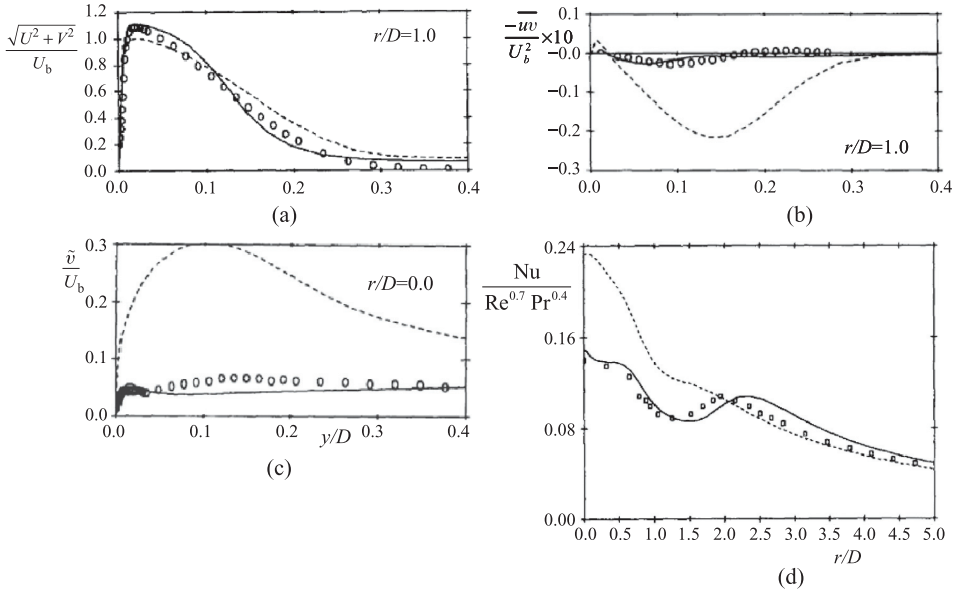 √U² + V²
U_b
1.2
1.0
0.8
0.6
0.4
0.2
0.0
r/D=1.0
0.0 0.1 0.2 0.3 0.4
(a)
−uv
U_b² ×10
0.1
−0.0
−0.1
−0.2
−0.3
r/D=1.0
0.0 0.1 0.2 0.3 0.4
(b)
ṽ
U_b
0.3
0.2
0.1
0.0
r/D=0.0
0.0 0.1 0.2 0.3 0.4
y/D
(c)
Nu
Re^0.7 Pr^0.4
0.24
0.16
0.08
0.00
0.0 0.5 1.0 1.5 2.0 2.5 3.0 3.5 4.0 4.5 5.0
r/D
(d)